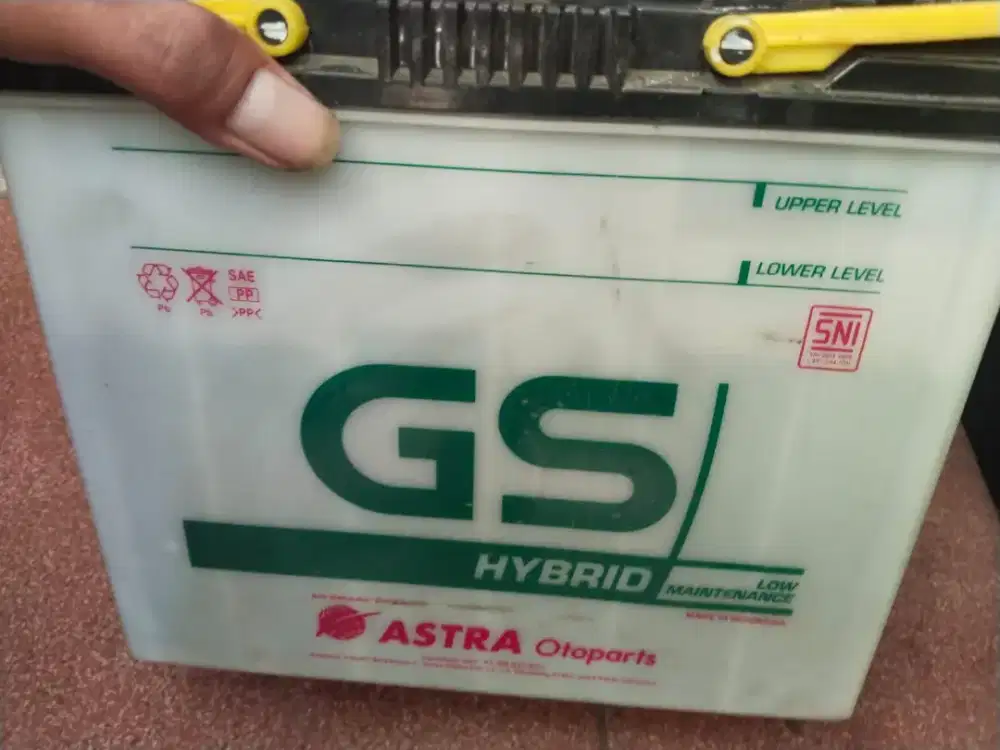 UPPER LEVEL
LOWER LEVEL
Pb
Pb
SAE
PP
>PP<
SNI
GS
HYBRID
LOW
MAINTENANCE
MADE IN INDONESIA
ASTRA Otoparts